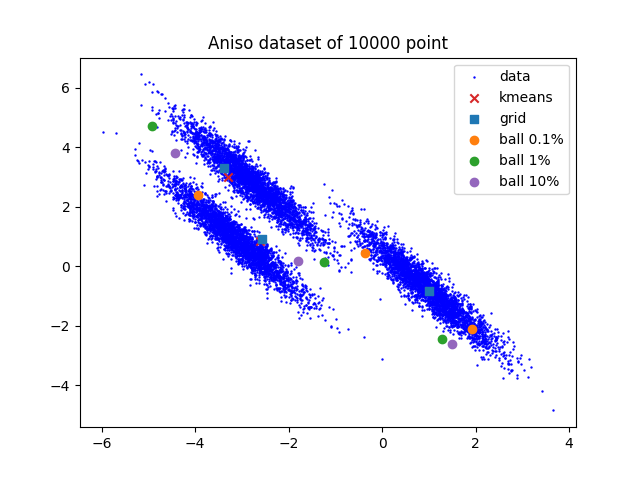 Aniso dataset of 10000 point
data
kmeans
grid
ball 0.1%
ball 1%
ball 10%
6
4
2
0
−2
−4
−6 −4 −2 0 2 4